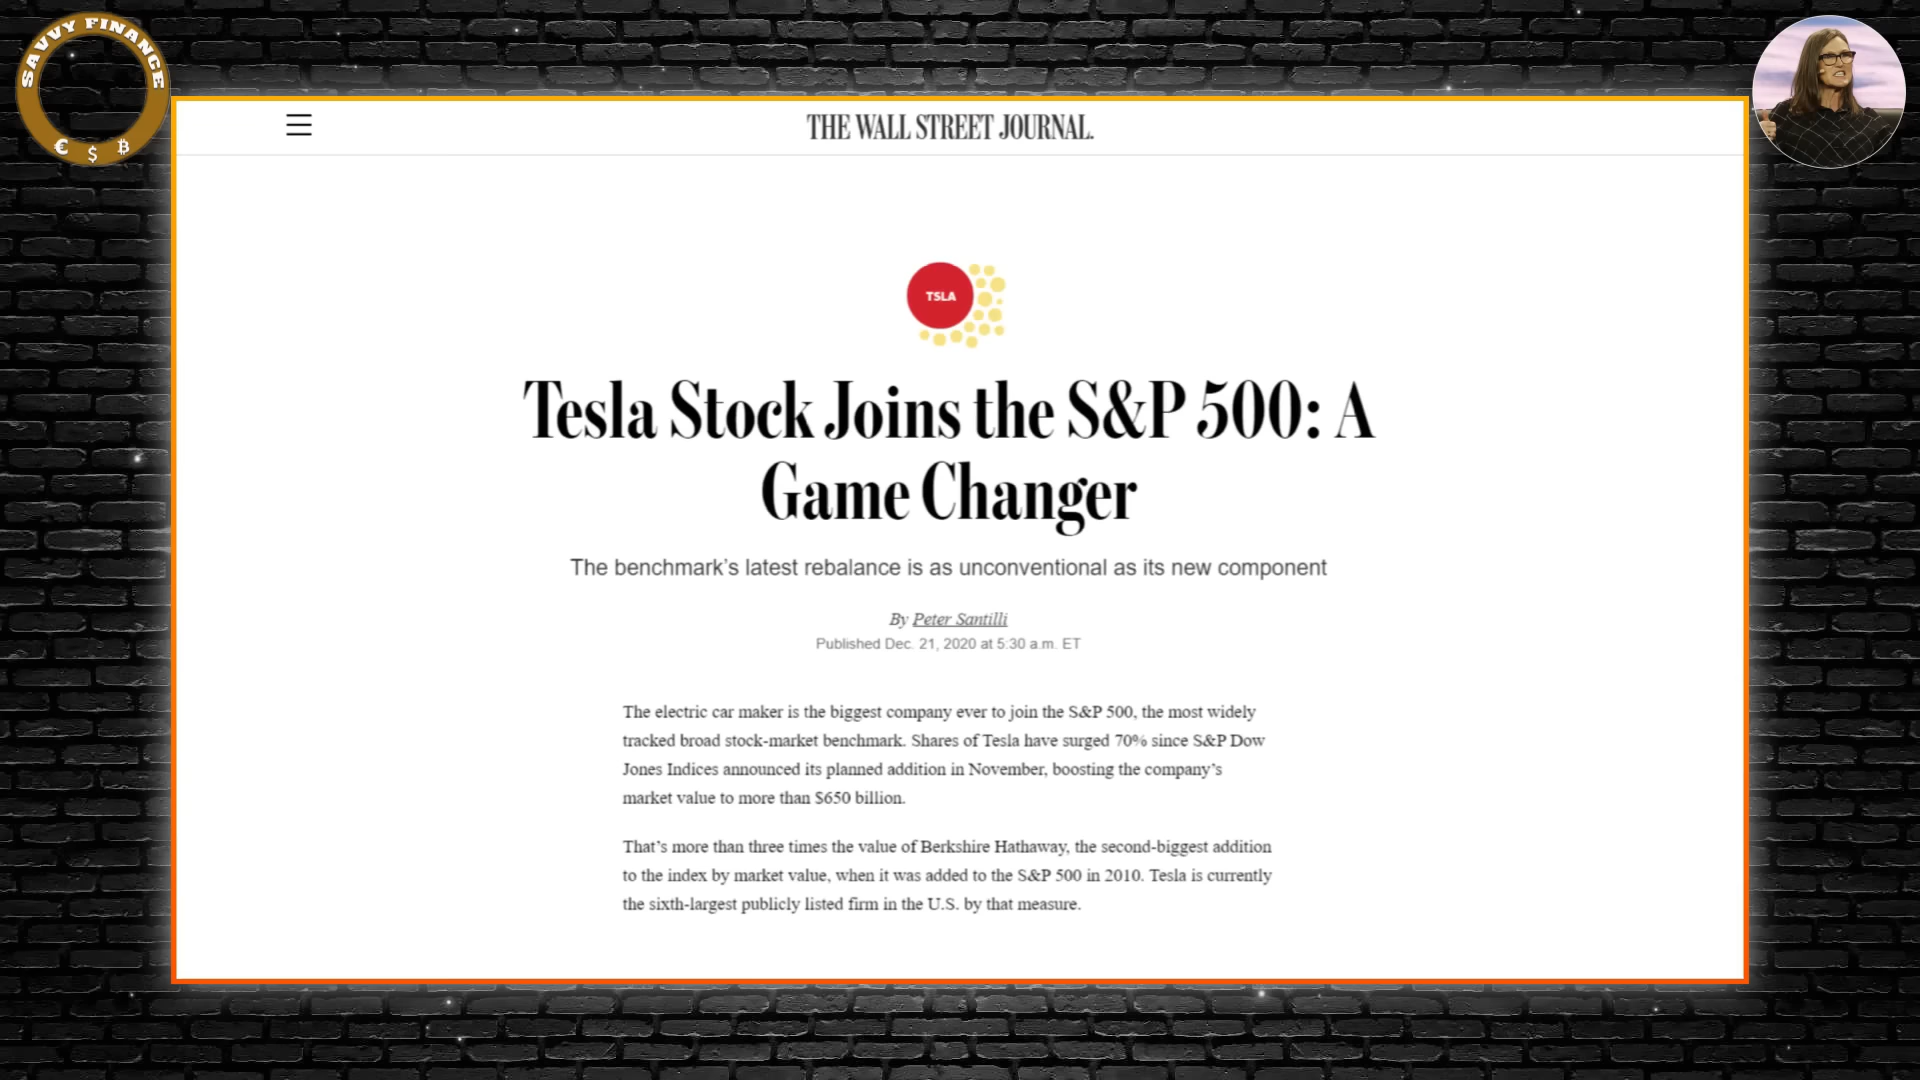 SAVVY FINANCE
€ $ ₿
THE WALL STREET JOURNAL.
TSLA
Tesla Stock Joins the S&P 500: A
Game Changer
The benchmark’s latest rebalance is as unconventional as its new component
By Peter Santilli
Published Dec. 21, 2020 at 5:30 a.m. ET
The electric car maker is the biggest company ever to join the S&P 500, the most widely
tracked broad stock-market benchmark. Shares of Tesla have surged 70% since S&P Dow
Jones Indices announced its planned addition in November, boosting the company’s
market value to more than $650 billion.
That’s more than three times the value of Berkshire Hathaway, the second-biggest addition
to the index by market value, when it was added to the S&P 500 in 2010. Tesla is currently
the sixth-largest publicly listed firm in the U.S. by that measure.